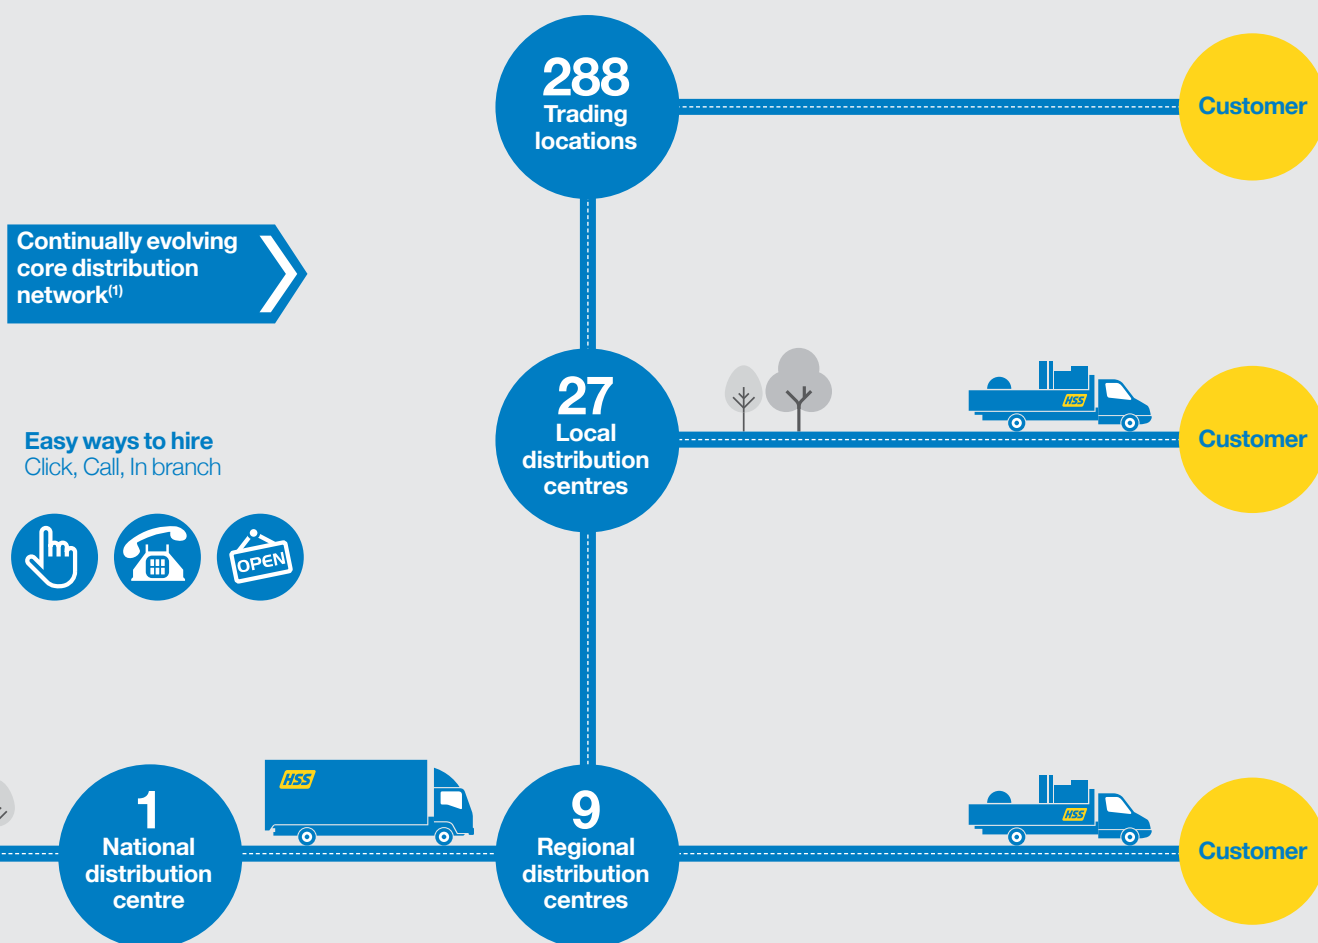 288
Trading
locations
Customer
Continually evolving
core distribution
network(1)
27
Local
distribution
centres
HSS
Customer
Easy ways to hire
Click, Call, In branch
OPEN
HSS
1
National
distribution
centre
9
Regional
distribution
centres
HSS
Customer